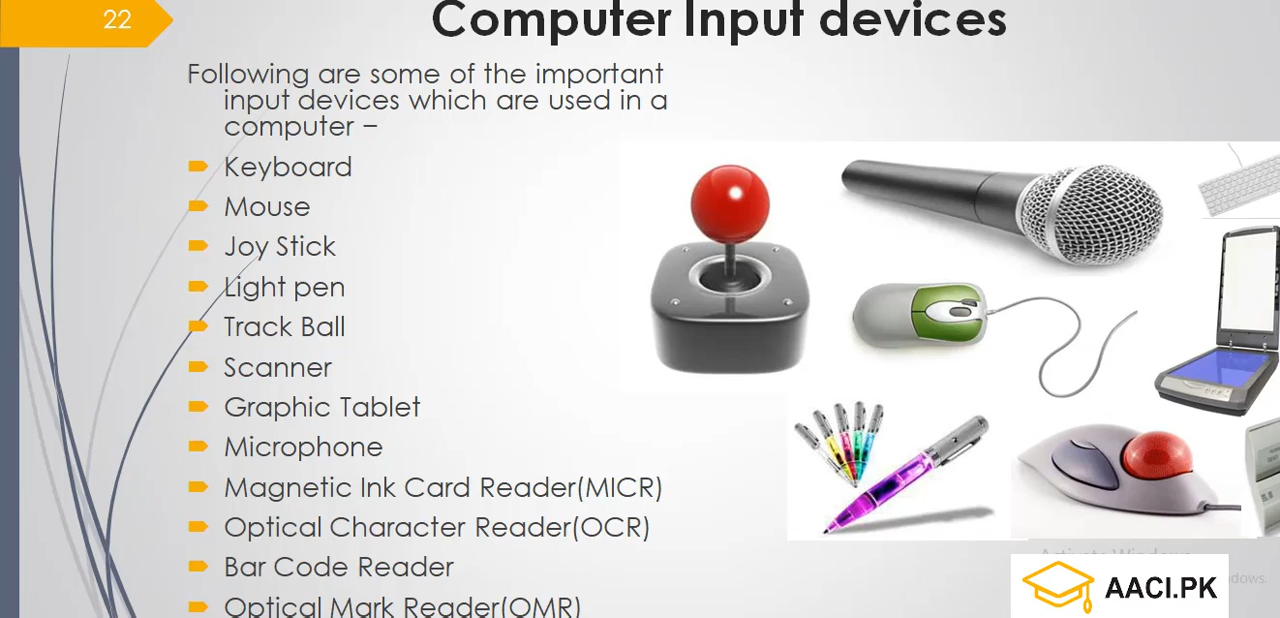 22
Computer Input devices
Following are some of the important
input devices which are used in a
computer –
Keyboard
Mouse
Joy Stick
Light pen
Track Ball
Scanner
Graphic Tablet
Microphone
Magnetic Ink Card Reader(MICR)
Optical Character Reader(OCR)
Bar Code Reader
Optical Mark Reader(OMR)
Activate Windows
AACI.PK